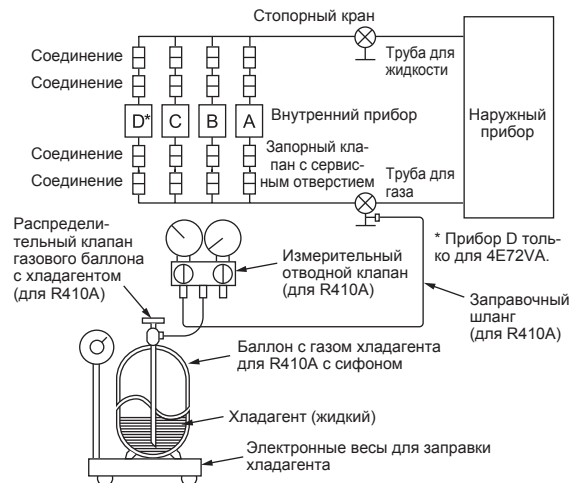 Стопорный кран
Соединение
Соединение
Труба для
жидкости
D*
C
B
A
Внутренний прибор
Наружный
прибор
Соединение
Соединение
Запорный кла-
пан с сервис-
ным отверстием
Труба для
газа
Распредели-
тельный клапан
газового баллона
с хладагентом
(для R410A)
Измерительный
отводной клапан
(для R410A)
* Прибор D толь-
ко для 4E72VA.
Заправочный
шланг
(для R410A)
Баллон с газом хладагента
для R410A с сифоном
Хладагент (жидкий)
Электронные весы для заправки
хладагента